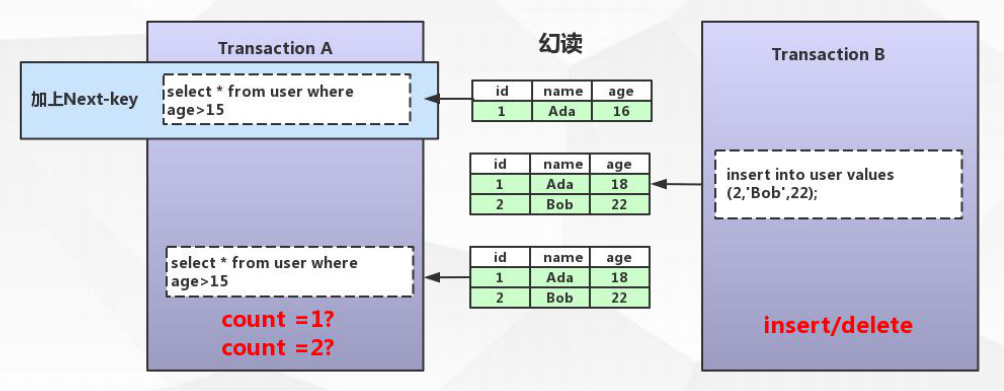 Transaction A
幻读
Transaction B
加上Next-key
select * from user where
age>15
id name age
1 Ada 16
id name age
1 Ada 18
2 Bob 22
insert into user values
(2,'Bob',22);
select * from user where
age>15
id name age
1 Ada 18
2 Bob 22
count =1?
count =2?
insert/delete